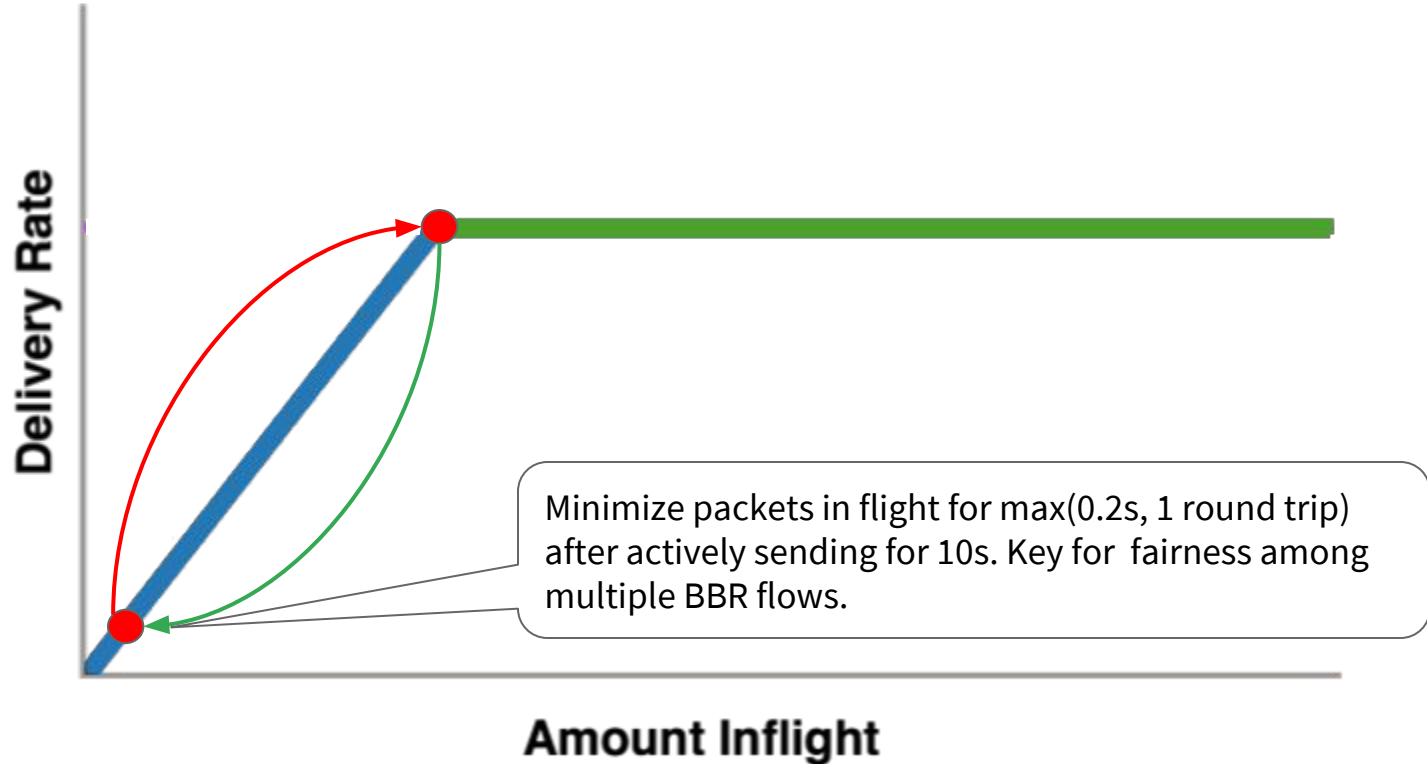 Delivery Rate
Minimize packets in flight for max(0.2s, 1 round trip)
after actively sending for 10s. Key for  fairness among
multiple BBR flows.
Amount Inflight